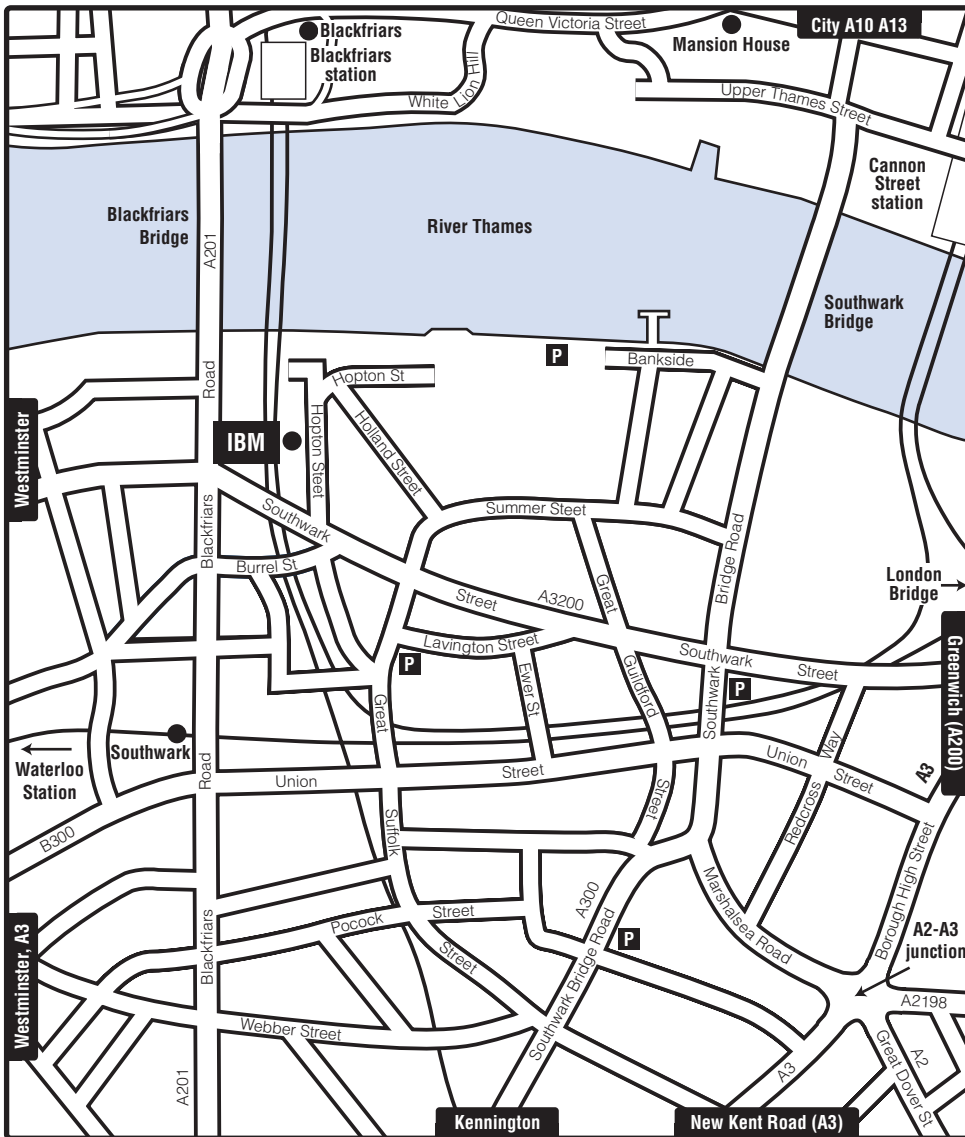 Queen Victoria Street
City A10 A13
Blackfriars
Blackfriars
station
Mansion House
White Lion Hill
Upper Thames Street
Cannon
Street
station
Blackfriars
Bridge
A201
River Thames
Southwark
Bridge
P
Bankside
Road
Hopton St
Hopton Steet
Holland Street
Westminster
IBM
Southwark
Summer Steet
Blackfriars
Burrel St
Bridge Road
London
Bridge
Street
A3200
Great
Lavington Street
Southwark
Street
P
Ewer St
Guildford
Southwark
P
Greenwich (A200)
Great
Southwark
Waterloo
Station
Road
Union
Street
Street
Union
Street
Way
Redcross
A3
B300
Suffolk
Borough High Street
Marshalsea Road
A300
Southwark Bridge Road
P
Pocock
Street
Street
Blackfriars
A2-A3
junction
Westminster, A3
A2198
Webber Street
A201
A3
A2
Great Dover St
Kennington
New Kent Road (A3)